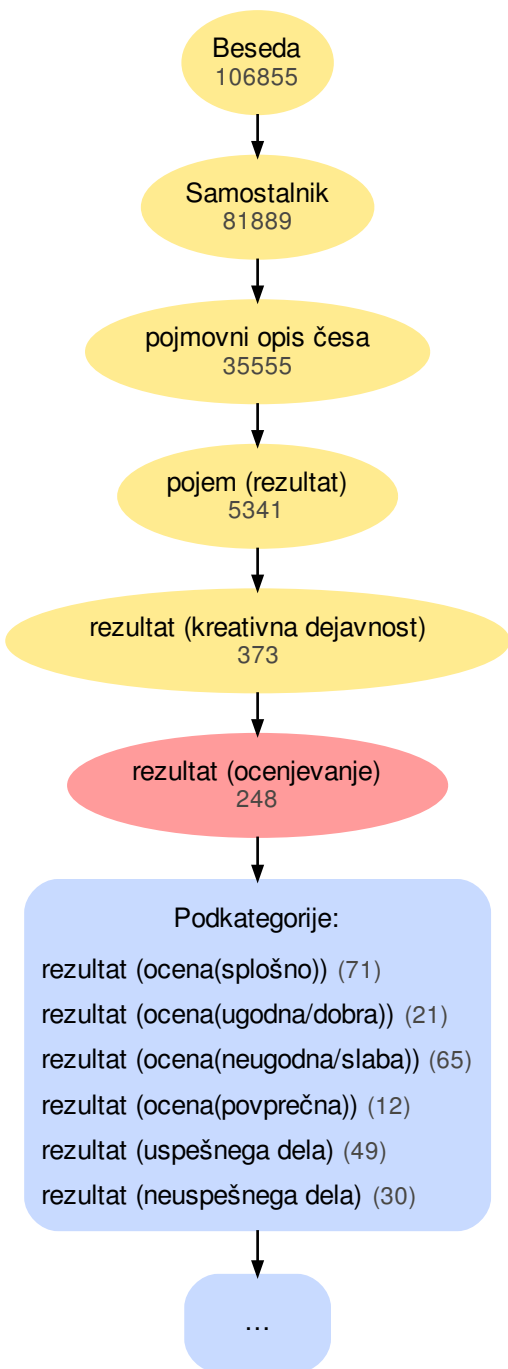 Beseda
106855
Samostalnik
81889
pojmovni opis česa
35555
pojem (rezultat)
5341
rezultat (kreativna dejavnost)
373
rezultat (ocenjevanje)
248
Podkategorije:
rezultat (ocena(splošno)) (71)
rezultat (ocena(ugodna/dobra)) (21)
rezultat (ocena(neugodna/slaba)) (65)
rezultat (ocena(povprečna)) (12)
rezultat (uspešnega dela) (49)
rezultat (neuspešnega dela) (30)
...